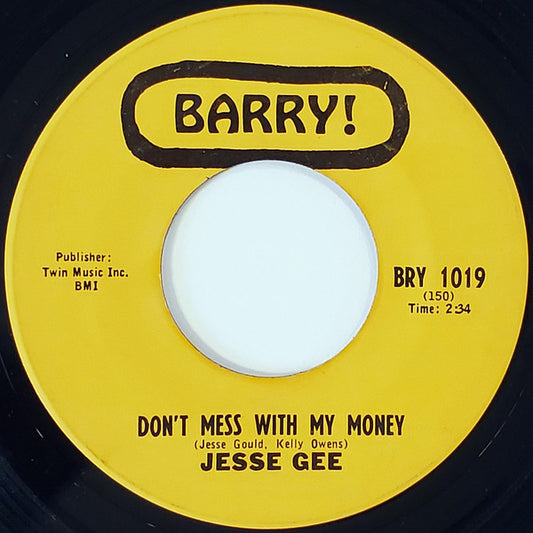 BARRY!
Publisher:
Twin Music Inc.
BMI
BRY 1019
(150)
Time: 2:34
DON'T MESS WITH MY MONEY
(Jesse Gould, Kelly Owens)
JESSE GEE